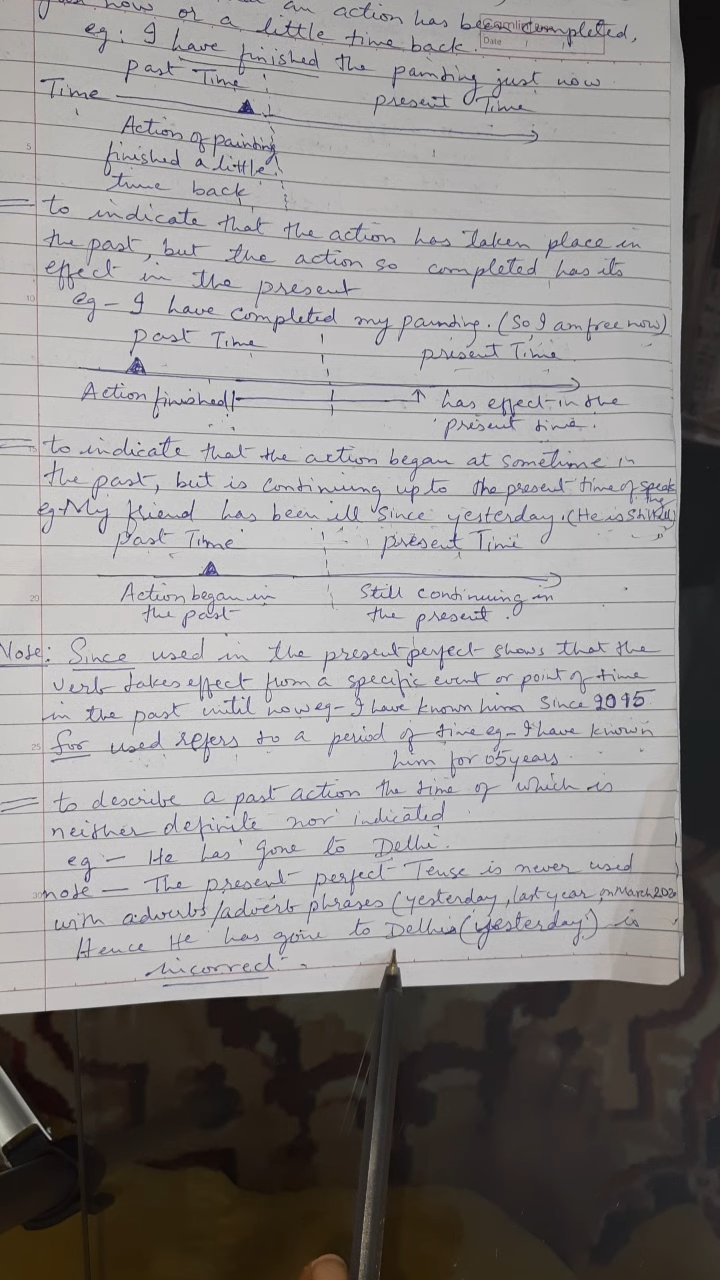 just now or a little time back.
an action has been completed,
Date
eg: I have finished the painting just now
past Time present Time
Time
Action of painting
finished a little
time back
= to indicate that the action has taken place in
the past, but the action so completed has its
effect in the present
eg - I have completed my painting. (So I am free now)
past Time present Time
Action finished has effect in the
present time.
= to indicate that the action began at sometime in
the past, but is continuing up to the present time of speak
eg - My friend has been ill since yesterday. (He is still ill)
past Time present Time
Action began in Still continuing in
the past the present.
Note: Since used in the present perfect shows that the
verb takes effect from a specific event or point of time
in the past until now eg - I have known him since 2015
for used refers to a period of time eg - I have known
him for 05 years.
= to describe a past action the time of which is
neither definite nor indicated
eg - He has gone to Delhi.
note - The present perfect Tense is never used
with adverbs/adverb phrases (yesterday, last year, in March
Hence He has gone to Delhi (yesterday) is
incorrect.